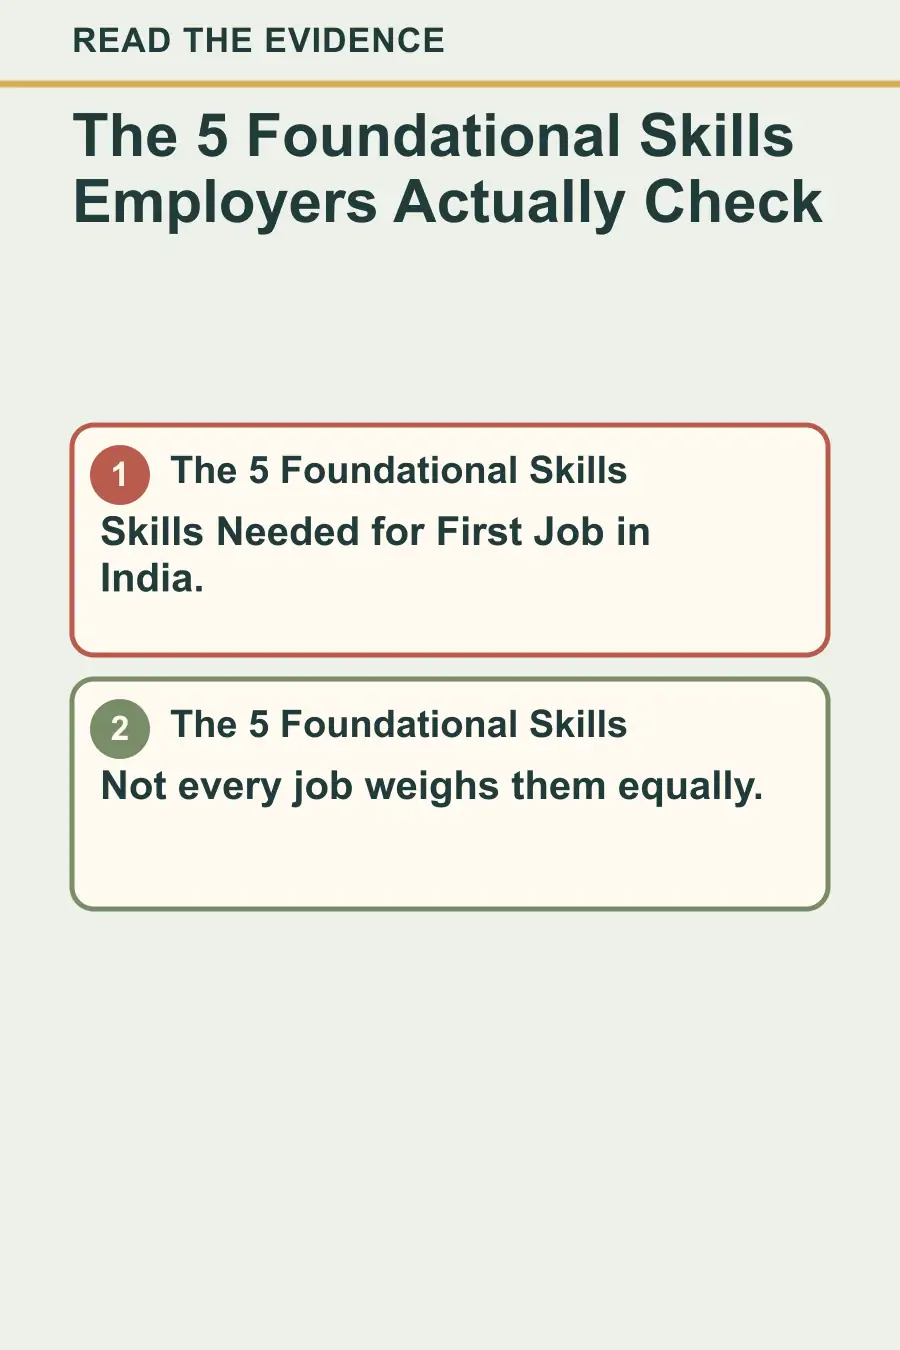 READ THE EVIDENCE
The 5 Foundational Skills
Employers Actually Check
1 The 5 Foundational Skills
Skills Needed for First Job in
India.
2 The 5 Foundational Skills
Not every job weighs them equally.